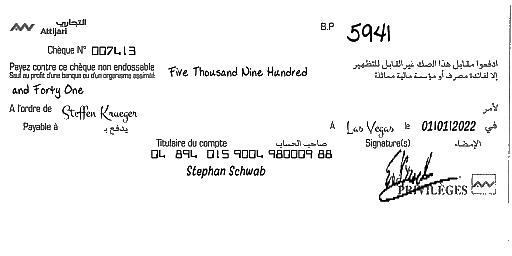 التجاري
Attijari
B.P 5941
Chèque N° 007413
Payez contre ce chèque non endossable
Sauf au profit d'une banque ou d'un organisme assimilé
ادفعوا مقابل هذا الصك غير القابل للتظهير
إلا لفائدة مصرف أو مؤسسة مالية مماثلة
Five Thousand Nine Hundred
and Forty One
A l'ordre de Steffen Krueger
لأمر
Payable à يدفع بـ
A Las Vegas le 01/01/2022 في
Titulaire du compte صاحب الحساب
Signature(s) الإمضاء
04 894 015 9004 980009 88
Stephan Schwab
PRIVILÈGES